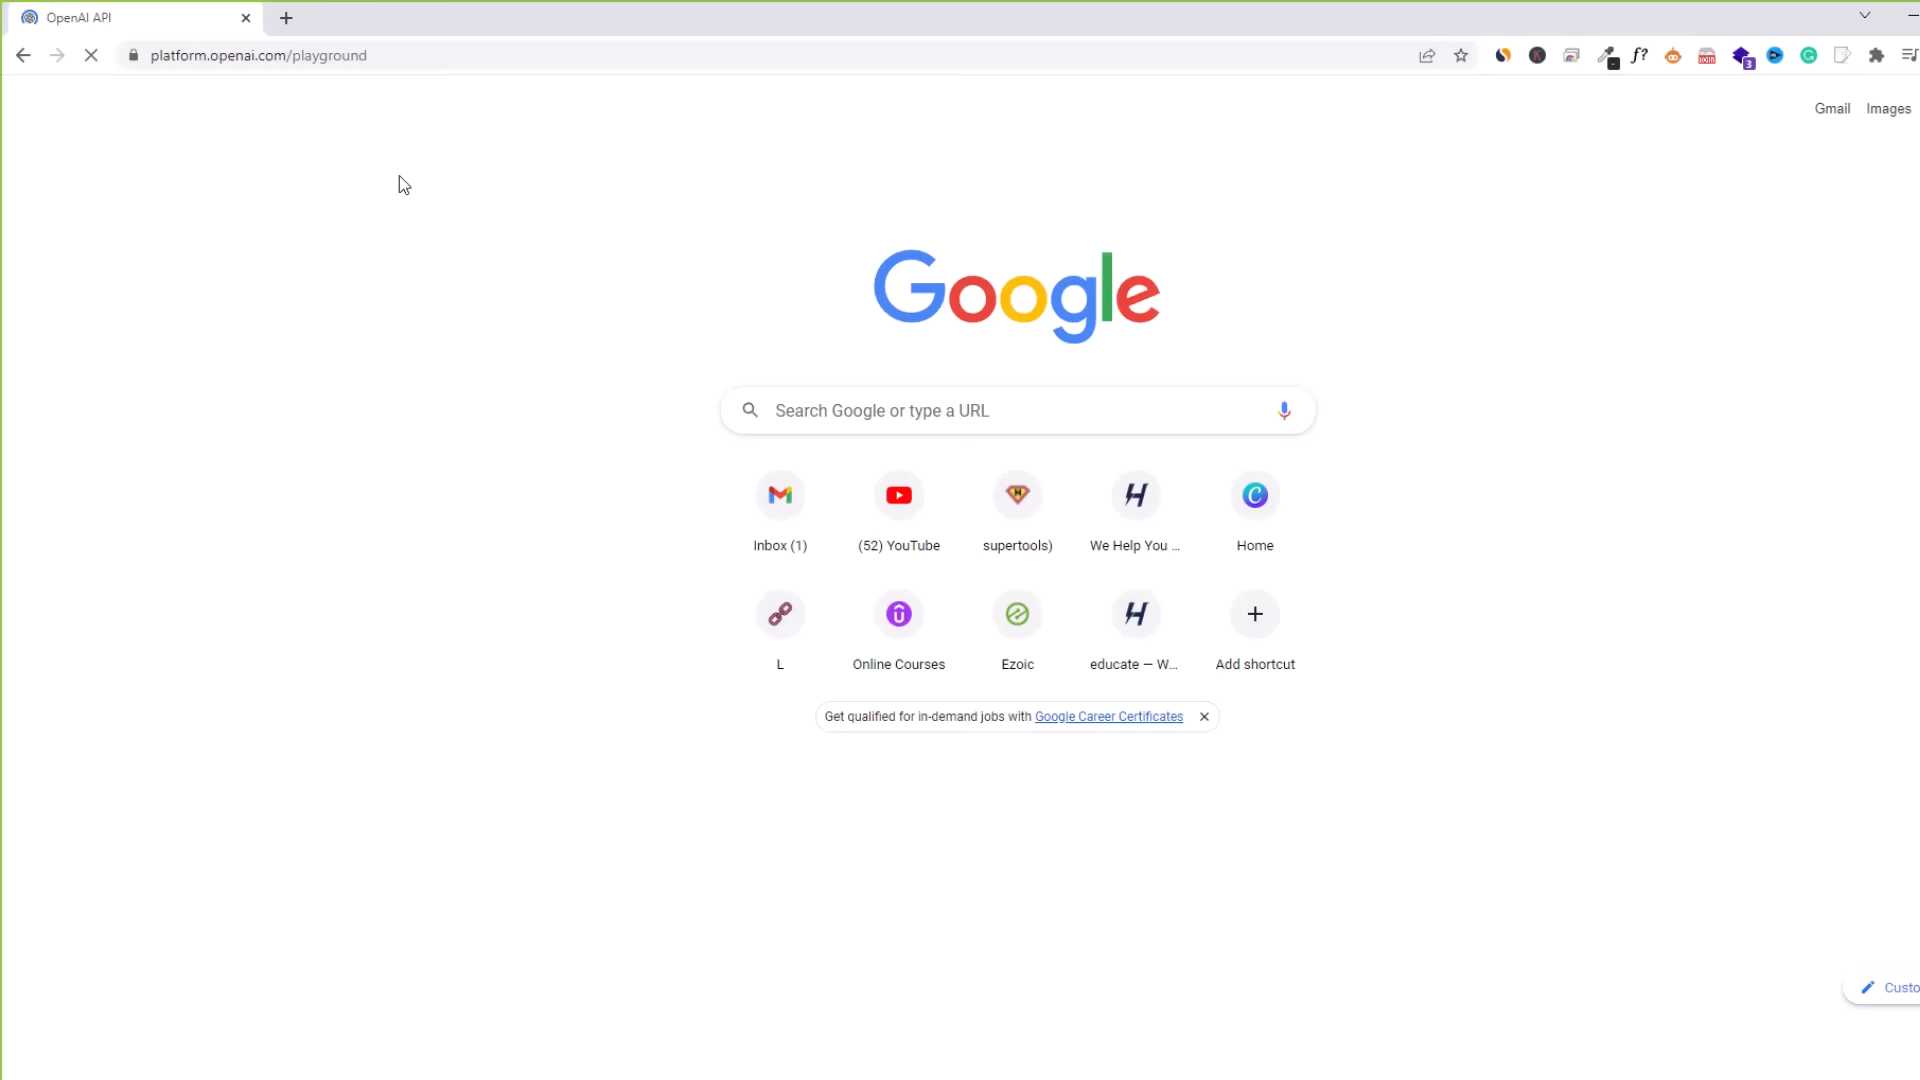 OpenAI API
platform.openai.com/playground
f?
3
Gmail Images
Google
Search Google or type a URL
Inbox (1) (52) YouTube supertools) We Help You ... Home
L Online Courses Ezoic educate — W... Add shortcut
Get qualified for in-demand jobs with Google Career Certificates
Custo